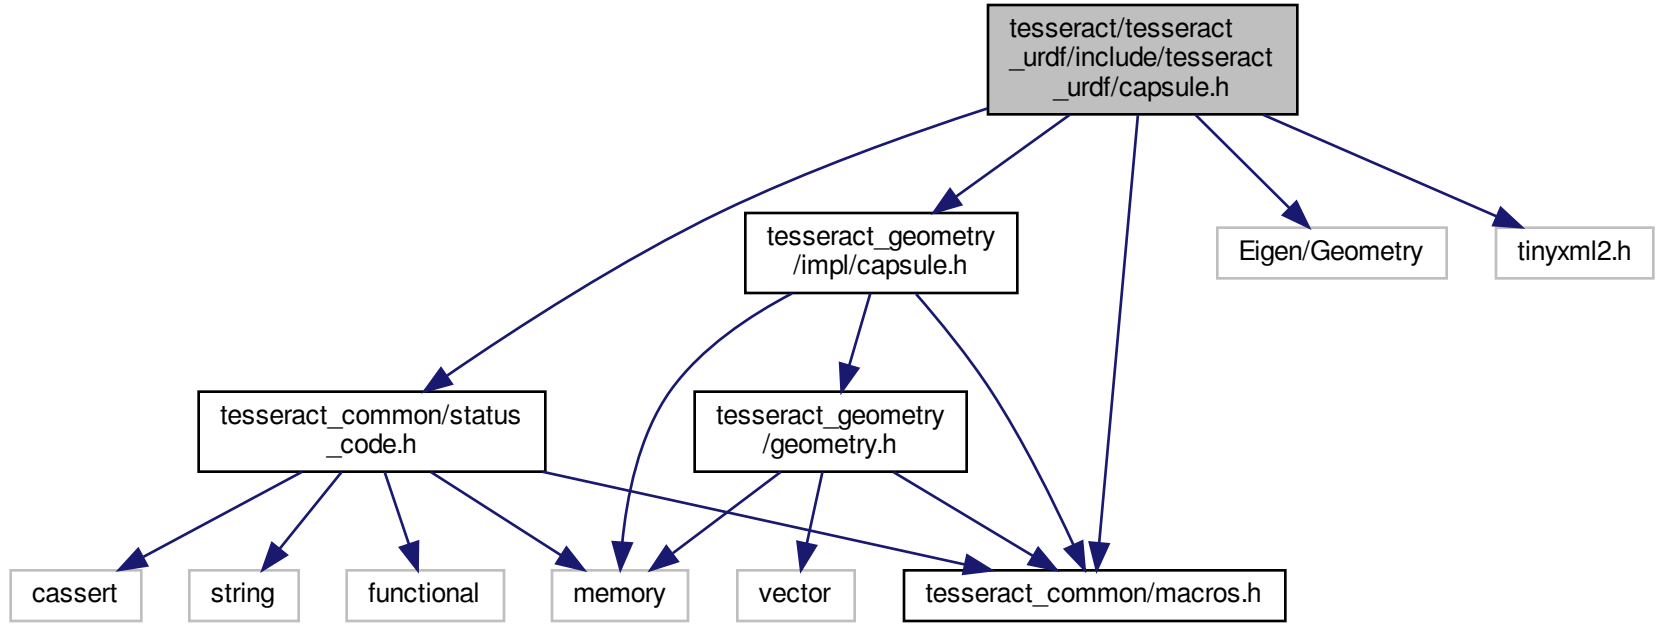 tesseract/tesseract
_urdf/include/tesseract
_urdf/capsule.h
tesseract_geometry
/impl/capsule.h
Eigen/Geometry
tinyxml2.h
tesseract_common/status
_code.h
tesseract_geometry
/geometry.h
cassert
string
functional
memory
vector
tesseract_common/macros.h